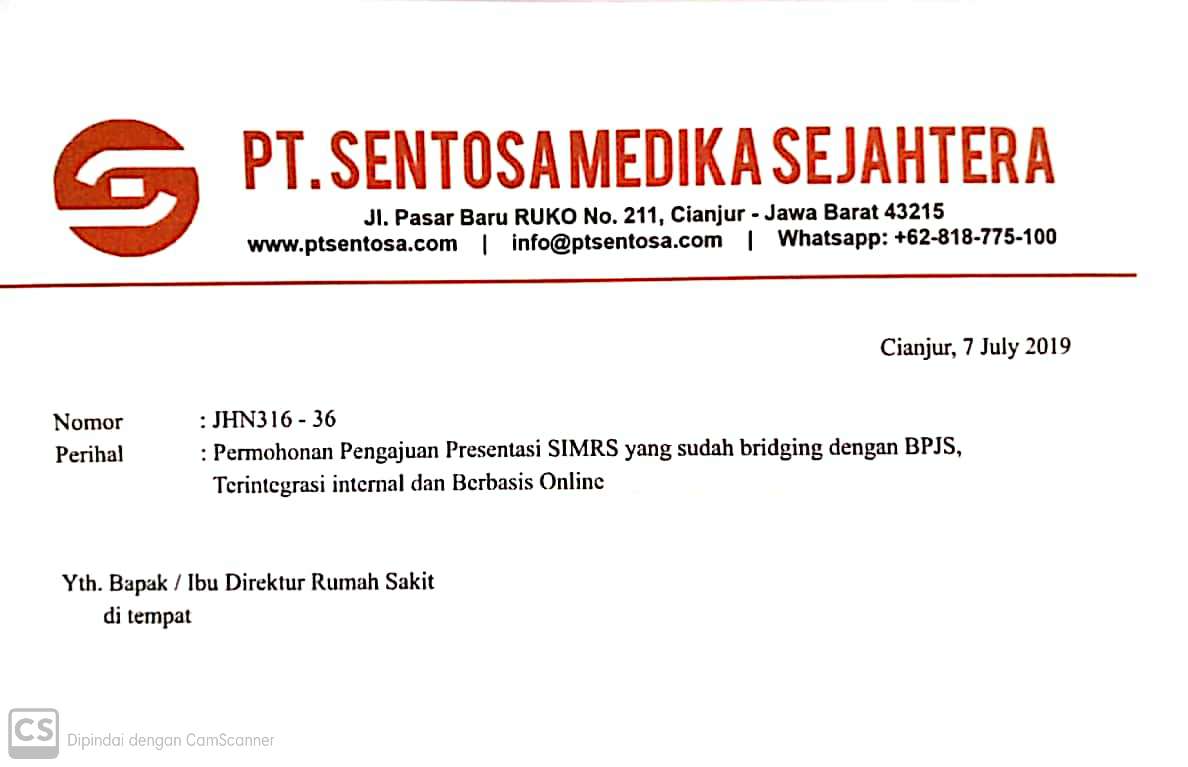 PT. SENTOSA MEDIKA SEJAHTERA
Jl. Pasar Baru RUKO No. 211, Cianjur - Jawa Barat 43215
www.ptsentosa.com | info@ptsentosa.com | Whatsapp: +62-818-775-100
Cianjur, 7 July 2019
Nomor : JHN316 - 36
Perihal : Permohonan Pengajuan Presentasi SIMRS yang sudah bridging dengan BPJS,
Terintegrasi internal dan Berbasis Online
Yth. Bapak / Ibu Direktur Rumah Sakit
di tempat
CS Dipindai dengan CamScanner